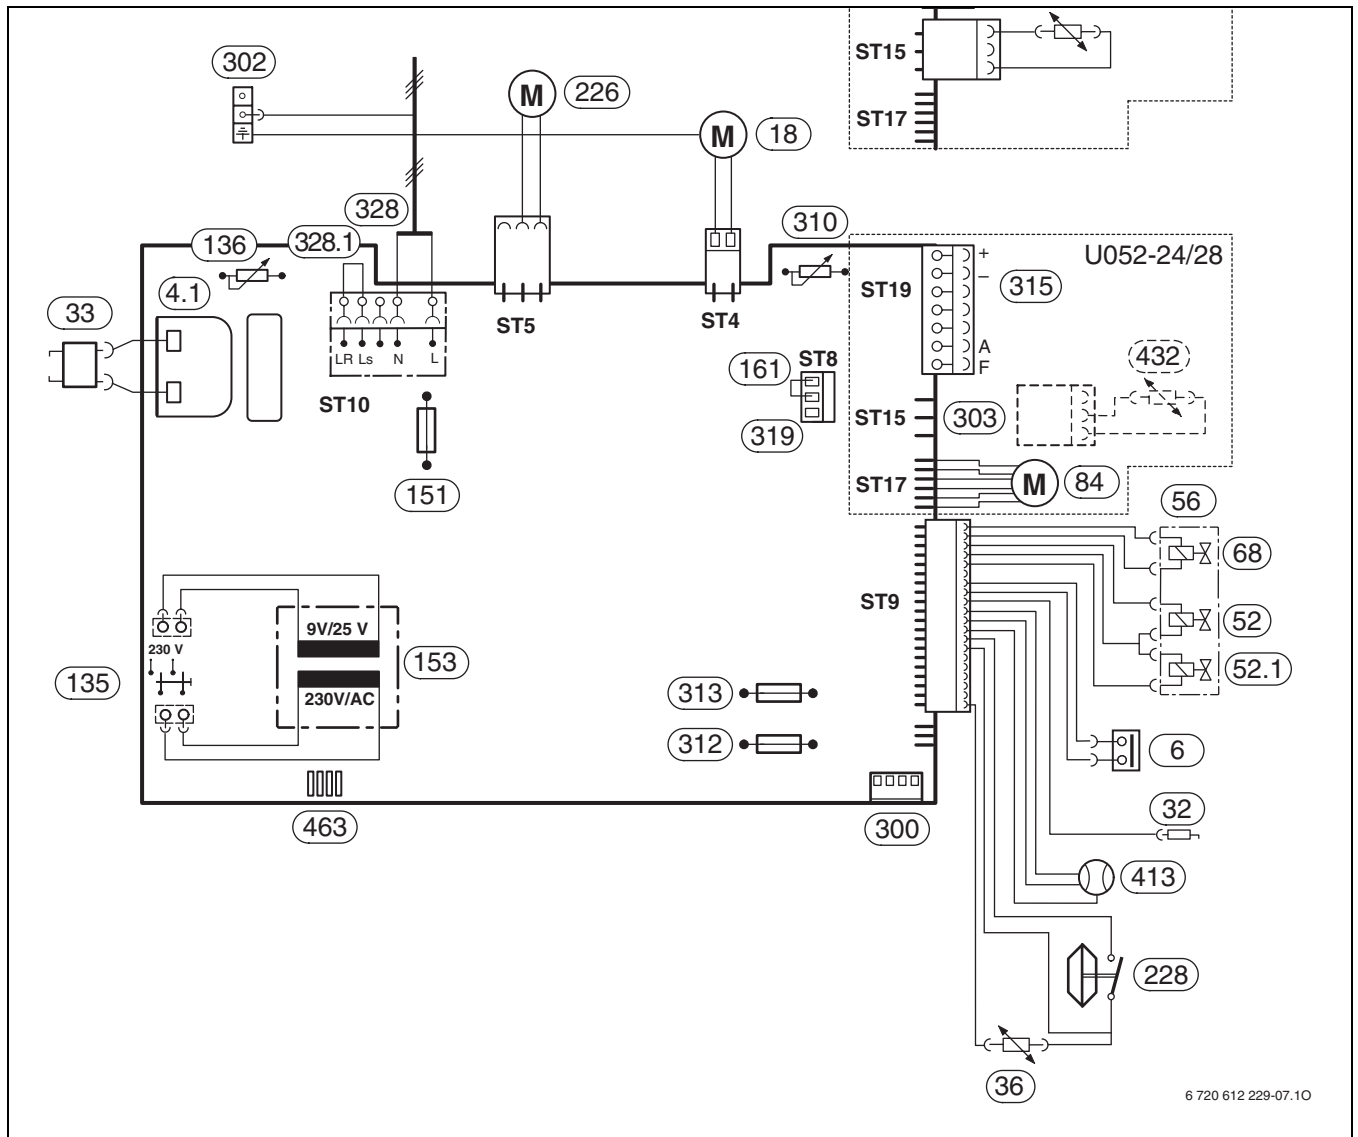 302
M
226
ST15
ST17
M
18
328
310
136
328.1
U052-24/28
4.1
ST19
+
–
315
33
ST5
ST4
A
F
LR
Ls
N
L
ST8
161
432
ST10
319
ST15
303
151
ST17
M
84
56
68
ST9
52
52.1
9V/25 V
230 V
153
135
230V/AC
313
312
6
463
300
32
413
228
36
6 720 612 229-07.1O